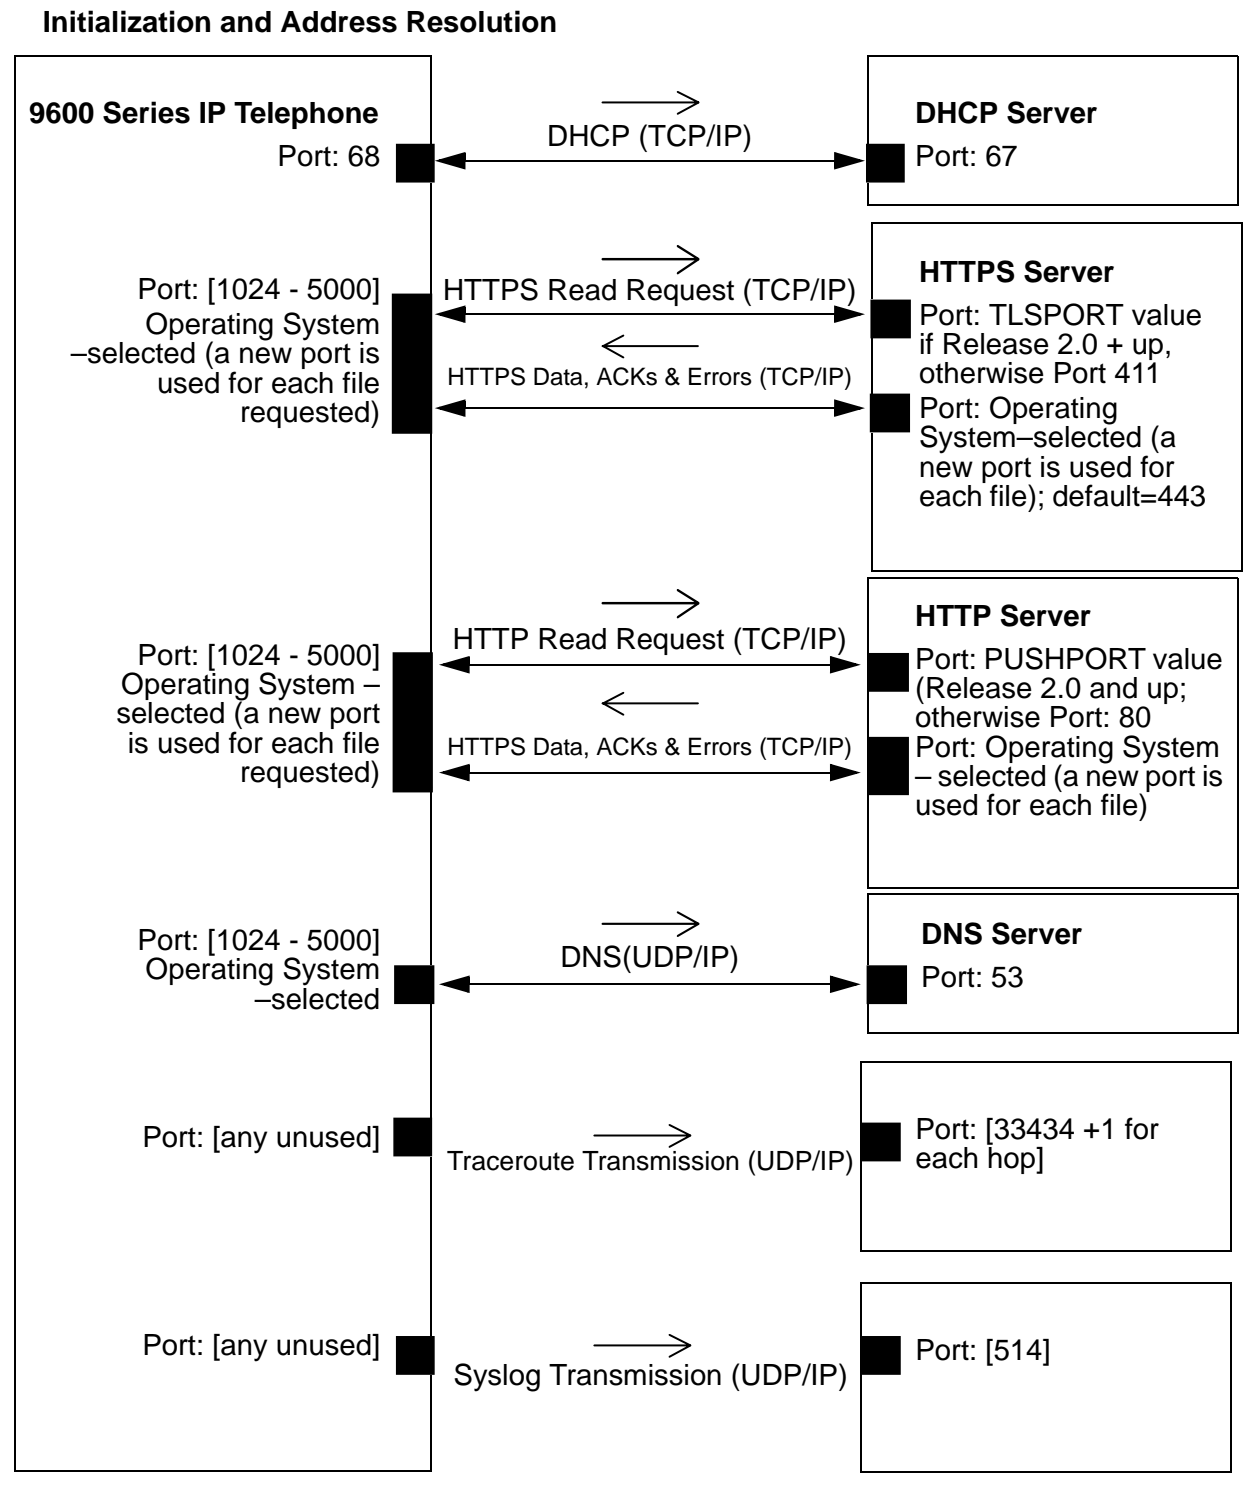 Initialization and Address Resolution
9600 Series IP Telephone
Port: 68
DHCP (TCP/IP)
DHCP Server
Port: 67
Port: [1024 - 5000]
Operating System
–selected (a new port is
used for each file
requested)
HTTPS Read Request (TCP/IP)
HTTPS Data, ACKs & Errors (TCP/IP)
HTTPS Server
Port: TLSPORT value
if Release 2.0 + up,
otherwise Port 411
Port: Operating
System–selected (a
new port is used for
each file); default=443
Port: [1024 - 5000]
Operating System –
selected (a new port
is used for each file
requested)
HTTP Read Request (TCP/IP)
HTTPS Data, ACKs & Errors (TCP/IP)
HTTP Server
Port: PUSHPORT value
(Release 2.0 and up;
otherwise Port: 80
Port: Operating System
– selected (a new port is
used for each file)
Port: [1024 - 5000]
Operating System
–selected
DNS(UDP/IP)
DNS Server
Port: 53
Port: [any unused]
Traceroute Transmission (UDP/IP)
Port: [33434 +1 for
each hop]
Port: [any unused]
Syslog Transmission (UDP/IP)
Port: [514]